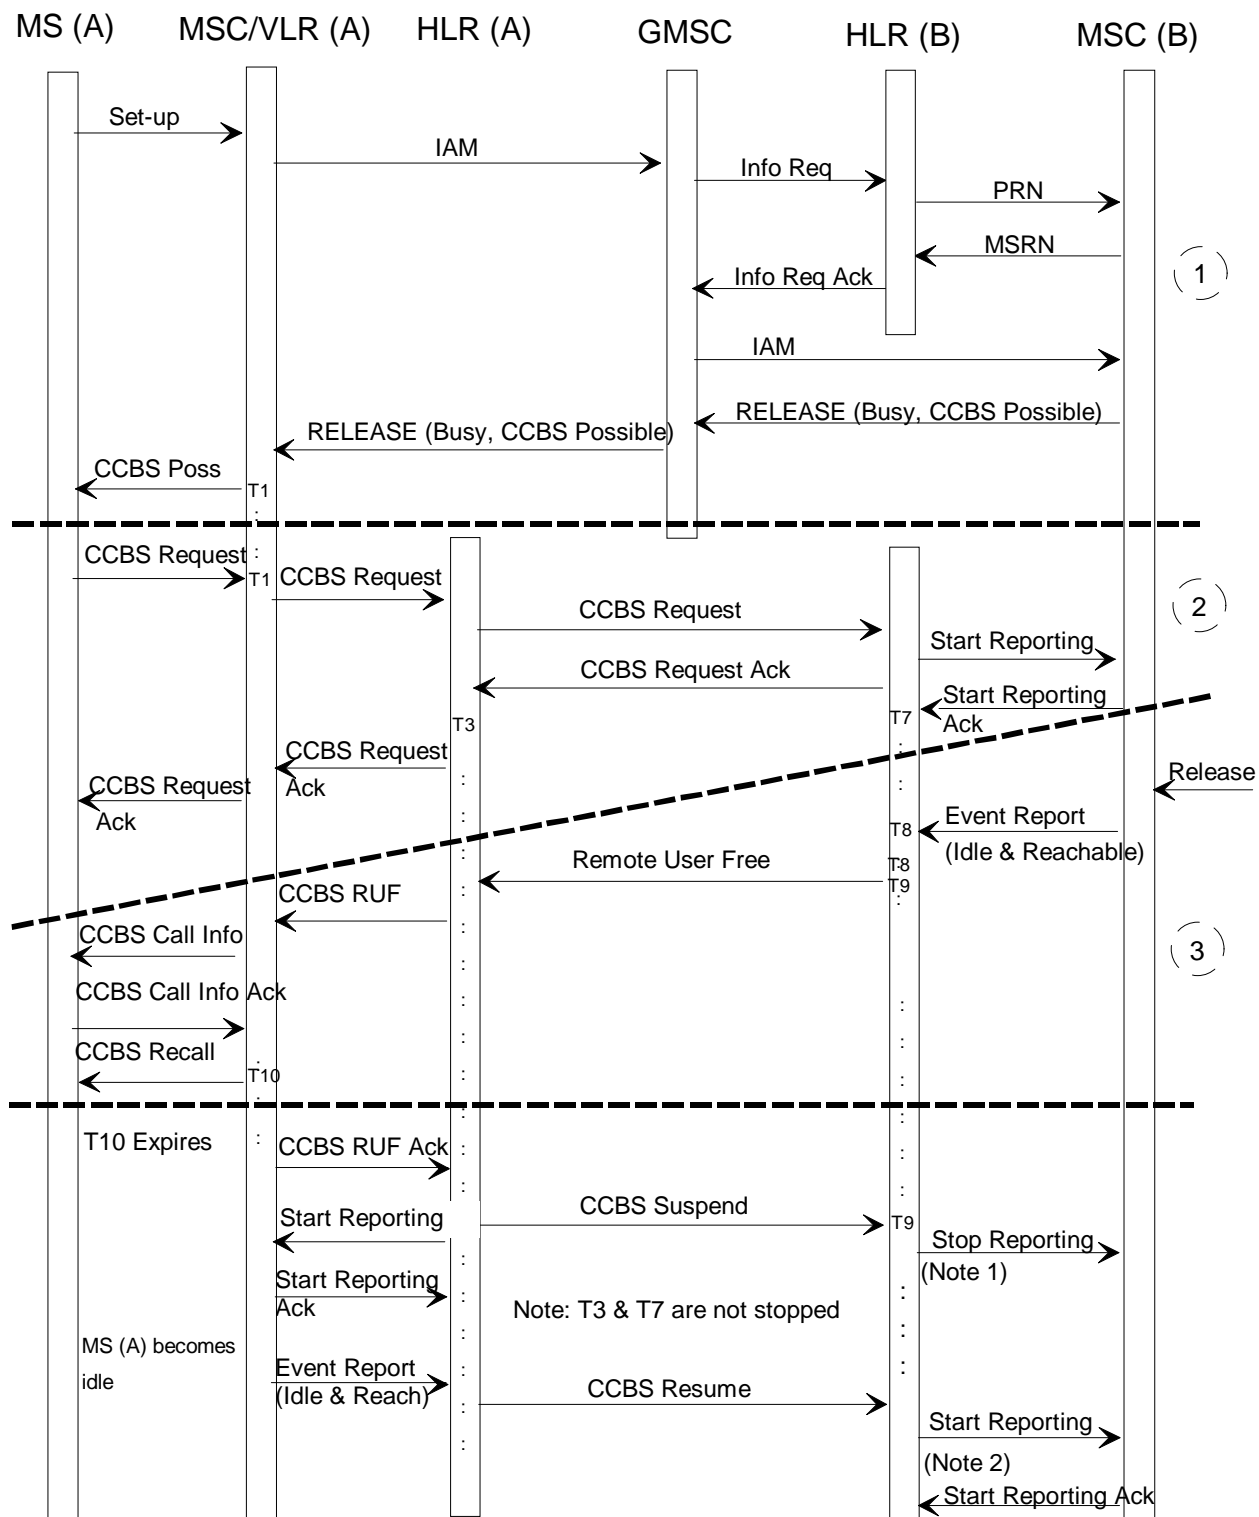 MS (A) MSC/VLR (A) HLR (A) GMSC HLR (B) MSC (B)
Set-up
IAM
Info Req
PRN
MSRN
Info Req Ack
1
IAM
RELEASE (Busy, CCBS Possible)
RELEASE (Busy, CCBS Possible)
CCBS Poss
T1
CCBS Request
T1
CCBS Request
CCBS Request
2
Start Reporting
CCBS Request Ack
Start Reporting
Ack
T7
T3
CCBS Request
Ack
CCBS Request
Ack
Release
Event Report
(Idle & Reachable)
T8
Remote User Free
T8
T9
CCBS RUF
CCBS Call Info
3
CCBS Call Info Ack
CCBS Recall
T10
T10 Expires
CCBS RUF Ack
CCBS Suspend
T9
Start Reporting
Stop Reporting
(Note 1)
Start Reporting
Ack
Note: T3 & T7 are not stopped
MS (A) becomes
idle
Event Report
(Idle & Reach)
CCBS Resume
Start Reporting
(Note 2)
Start Reporting Ack